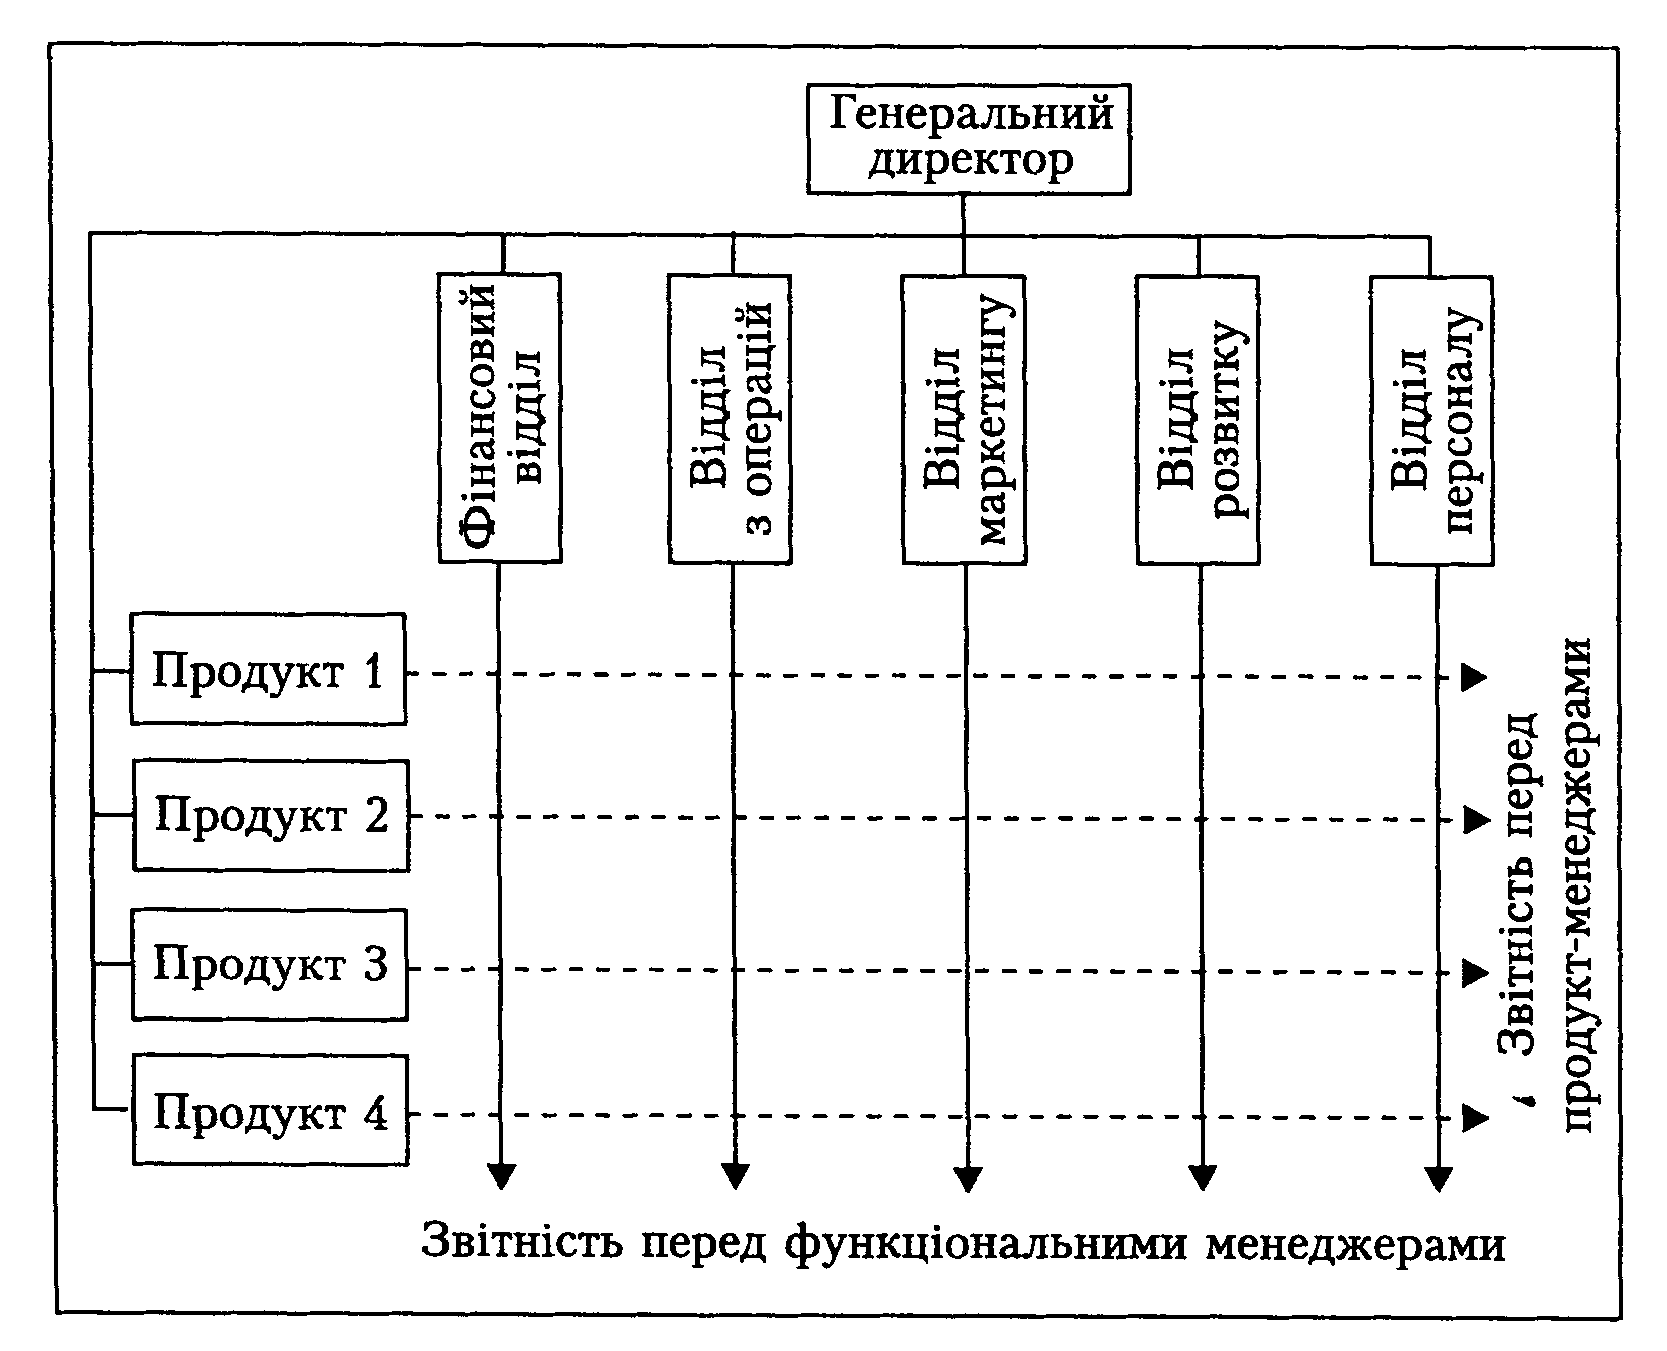 Генеральний
директор
Фінансовий
відділ
Відділ
з операцій
Відділ
маркетингу
Відділ
розвитку
Відділ
персоналу
Продукт 1
Продукт 2
Продукт 3
Продукт 4
Звітність перед
продукт-менеджерами
Звітність перед функціональними менеджерами